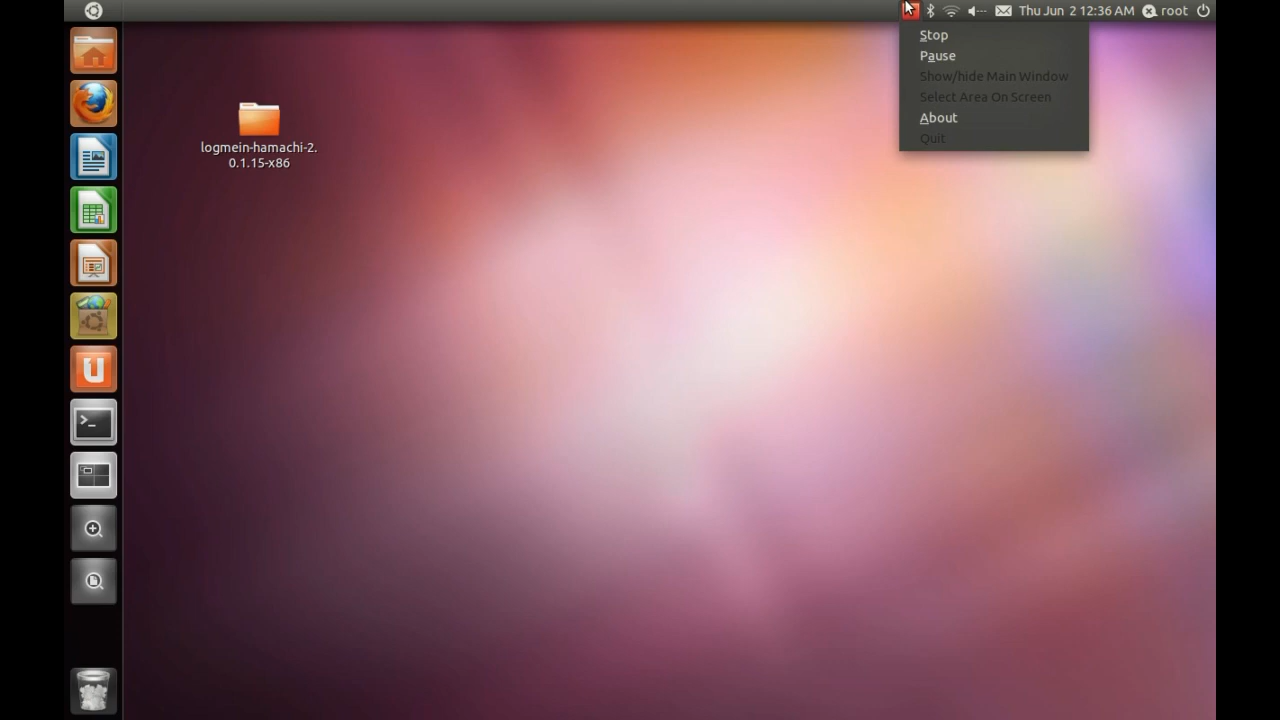 Thu Jun 2 12:36 AM
root
Stop
Pause
Show/hide Main Window
Select Area On Screen
About
Quit
logmein-hamachi-2.
0.1.15-x86